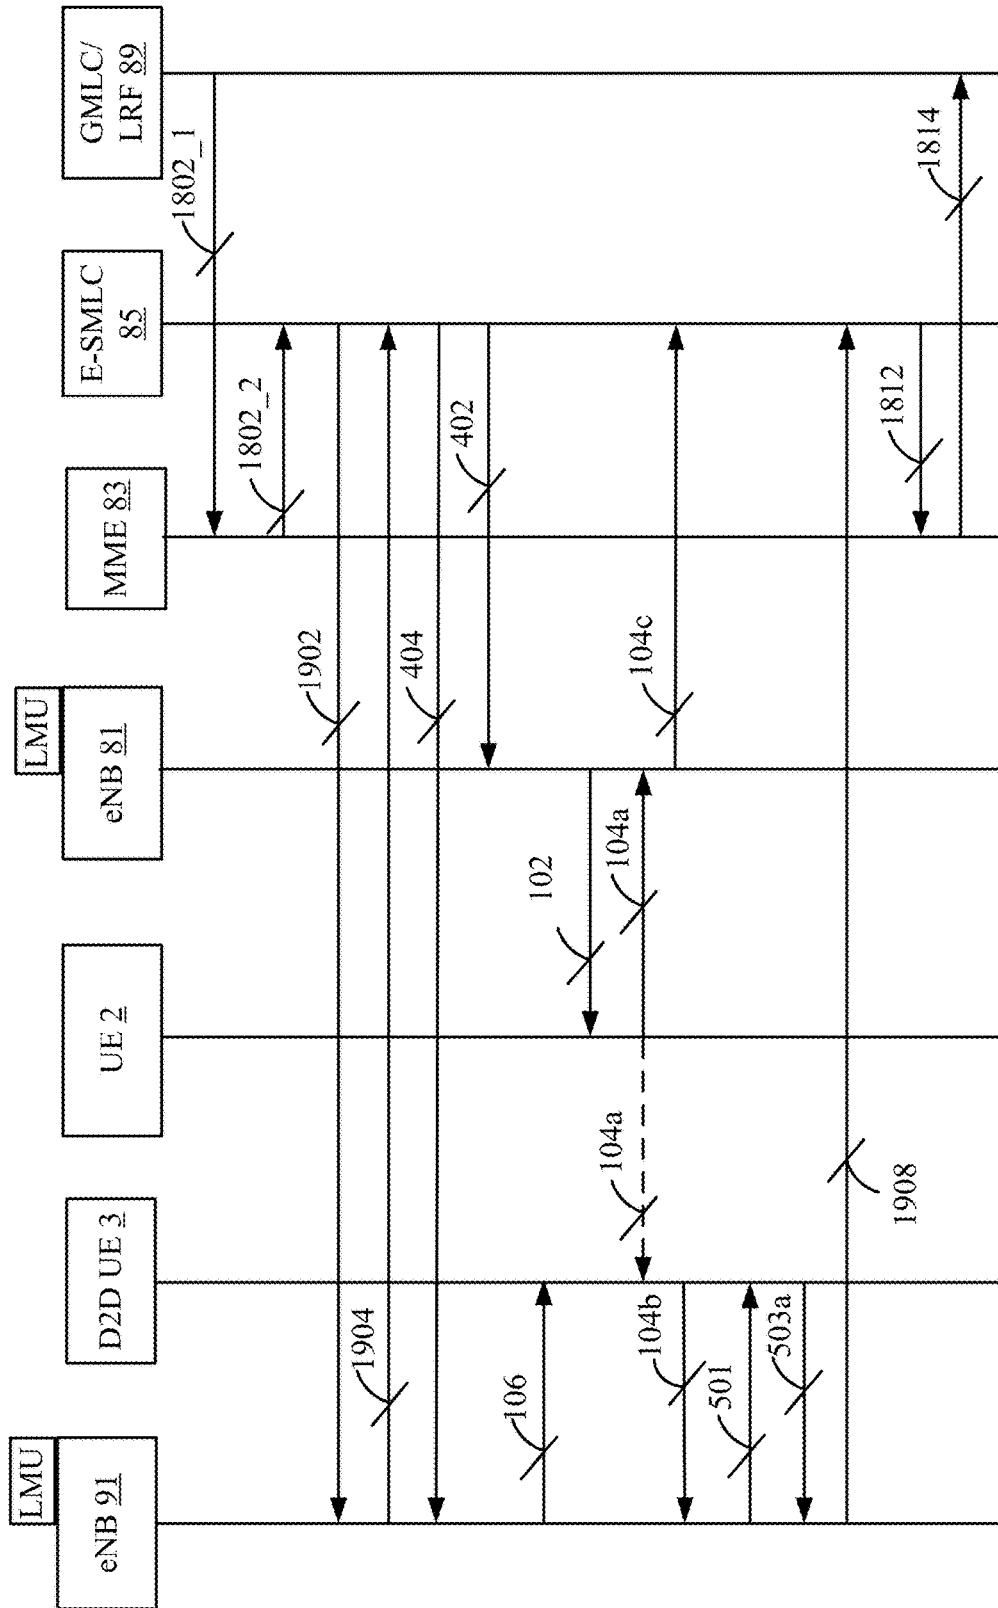 LMU
eNB 91
D2D UE 3
UE 2
LMU
eNB 81
MME 83
E-SMLC
85
GMLC/
LRF 89
1802_1
1802_2
1902
1904
404
402
106
102
104a
104a
104c
104b
501
503a
1908
1812
1814